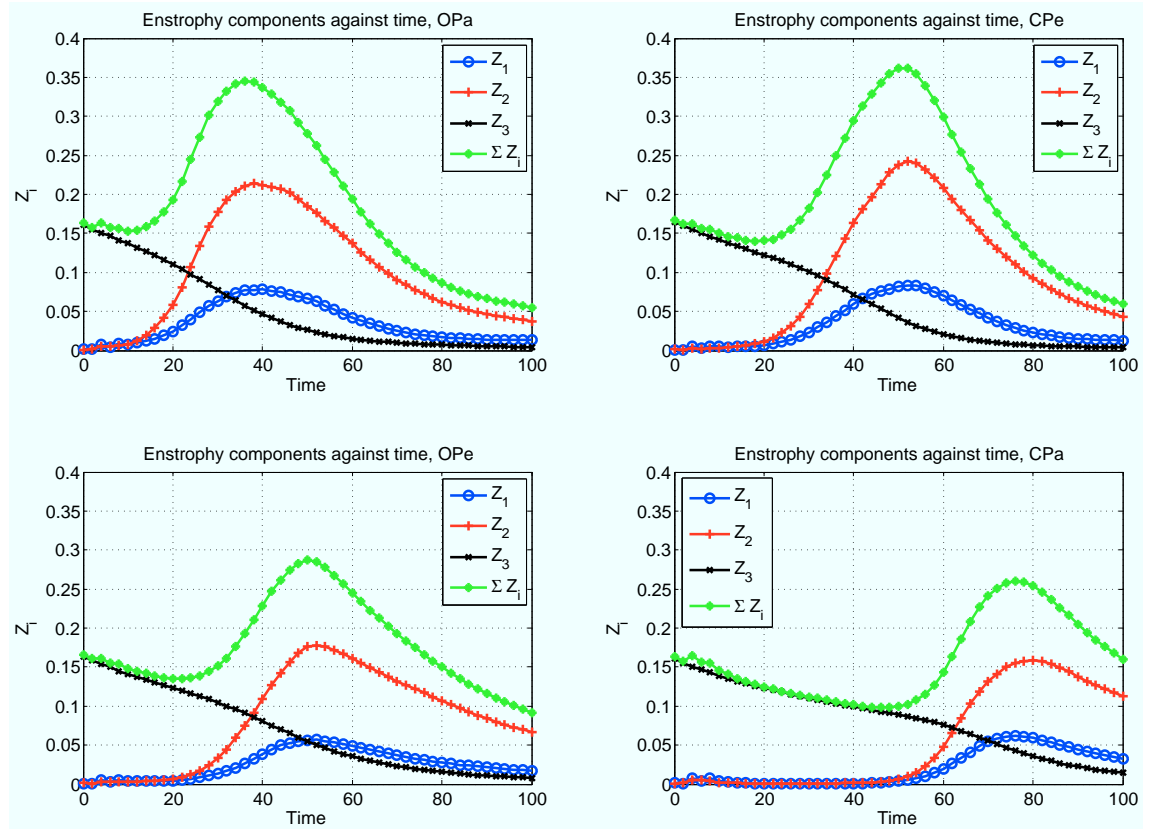 Enstrophy components against time, OPa
0.4
0.35
0.3
0.25
0.2
0.15
0.1
0.05
0
Z_i
0
20
40
60
80
100
Time
Z_1
Z_2
Z_3
Σ Z_i
Enstrophy components against time, CPe
0.4
0.35
0.3
0.25
0.2
0.15
0.1
0.05
0
Z_i
0
20
40
60
80
100
Time
Z_1
Z_2
Z_3
Σ Z_i
Enstrophy components against time, OPe
0.4
0.35
0.3
0.25
0.2
0.15
0.1
0.05
0
Z_i
0
20
40
60
80
100
Time
Z_1
Z_2
Z_3
Σ Z_i
Enstrophy components against time, CPa
0.4
0.35
0.3
0.25
0.2
0.15
0.1
0.05
0
Z_i
0
20
40
60
80
100
Time
Z_1
Z_2
Z_3
Σ Z_i